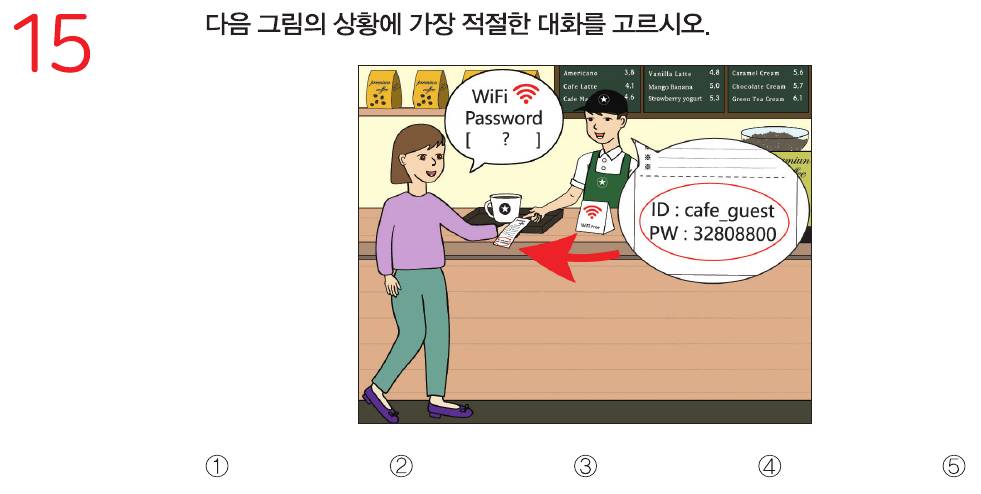 15
다음 그림의 상황에 가장 적절한 대화를 고르시오.
Americano 3.8
Cafe Latte 4.1
Cafe 4.6
Vanilla Latte 4.8
Mango Banana 5.0
Strawberry yogurt 5.3
Caramel Cream 5.6
Chocolate Cream 5.7
Green Tea Cream 6.1
WiFi
Password
[ ? ]
※
※
ID : cafe_guest
PW : 32808800
① ② ③ ④ ⑤